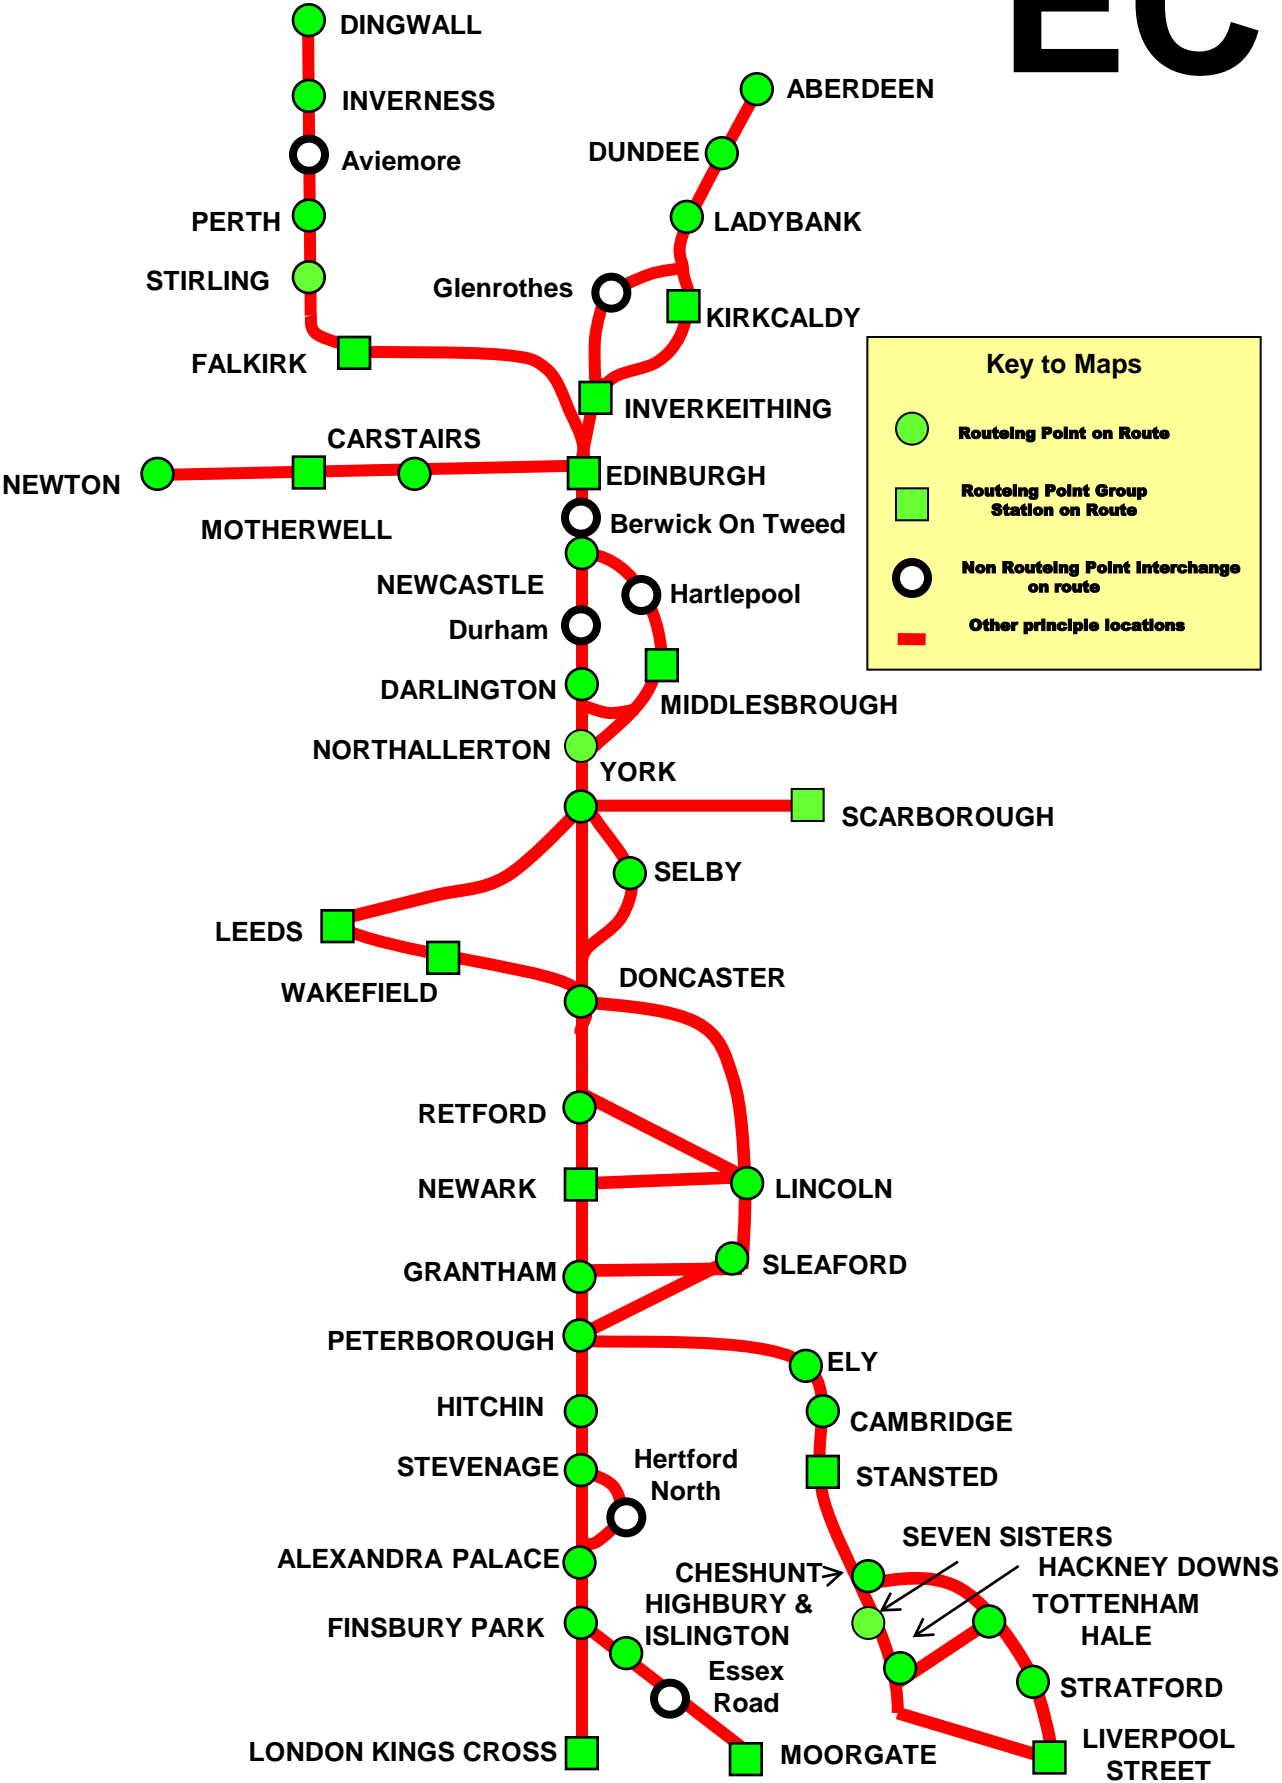 EC
DINGWALL
ABERDEEN
INVERNESS
DUNDEE
Aviemore
PERTH
LADYBANK
STIRLING
Glenrothes
KIRKCALDY
FALKIRK
Key to Maps
INVERKEITHING
Routeing Point on Route
CARSTAIRS
NEWTON
EDINBURGH
Routeing Point Group
Station on Route
MOTHERWELL
Berwick On Tweed
NEWCASTLE
Hartlepool
Non Routeing Point Interchange
on route
Durham
Other principle locations
DARLINGTON
MIDDLESBROUGH
NORTHALLERTON
YORK
SCARBOROUGH
SELBY
LEEDS
DONCASTER
WAKEFIELD
RETFORD
NEWARK
LINCOLN
GRANTHAM
SLEAFORD
PETERBOROUGH
ELY
HITCHIN
CAMBRIDGE
STEVENAGE
Hertford
North
STANSTED
SEVEN SISTERS
ALEXANDRA PALACE
HACKNEY DOWNS
CHESHUNT
HIGHBURY &
ISLINGTON
TOTTENHAM
HALE
FINSBURY PARK
Essex
Road
STRATFORD
LONDON KINGS CROSS
MOORGATE
LIVERPOOL
STREET